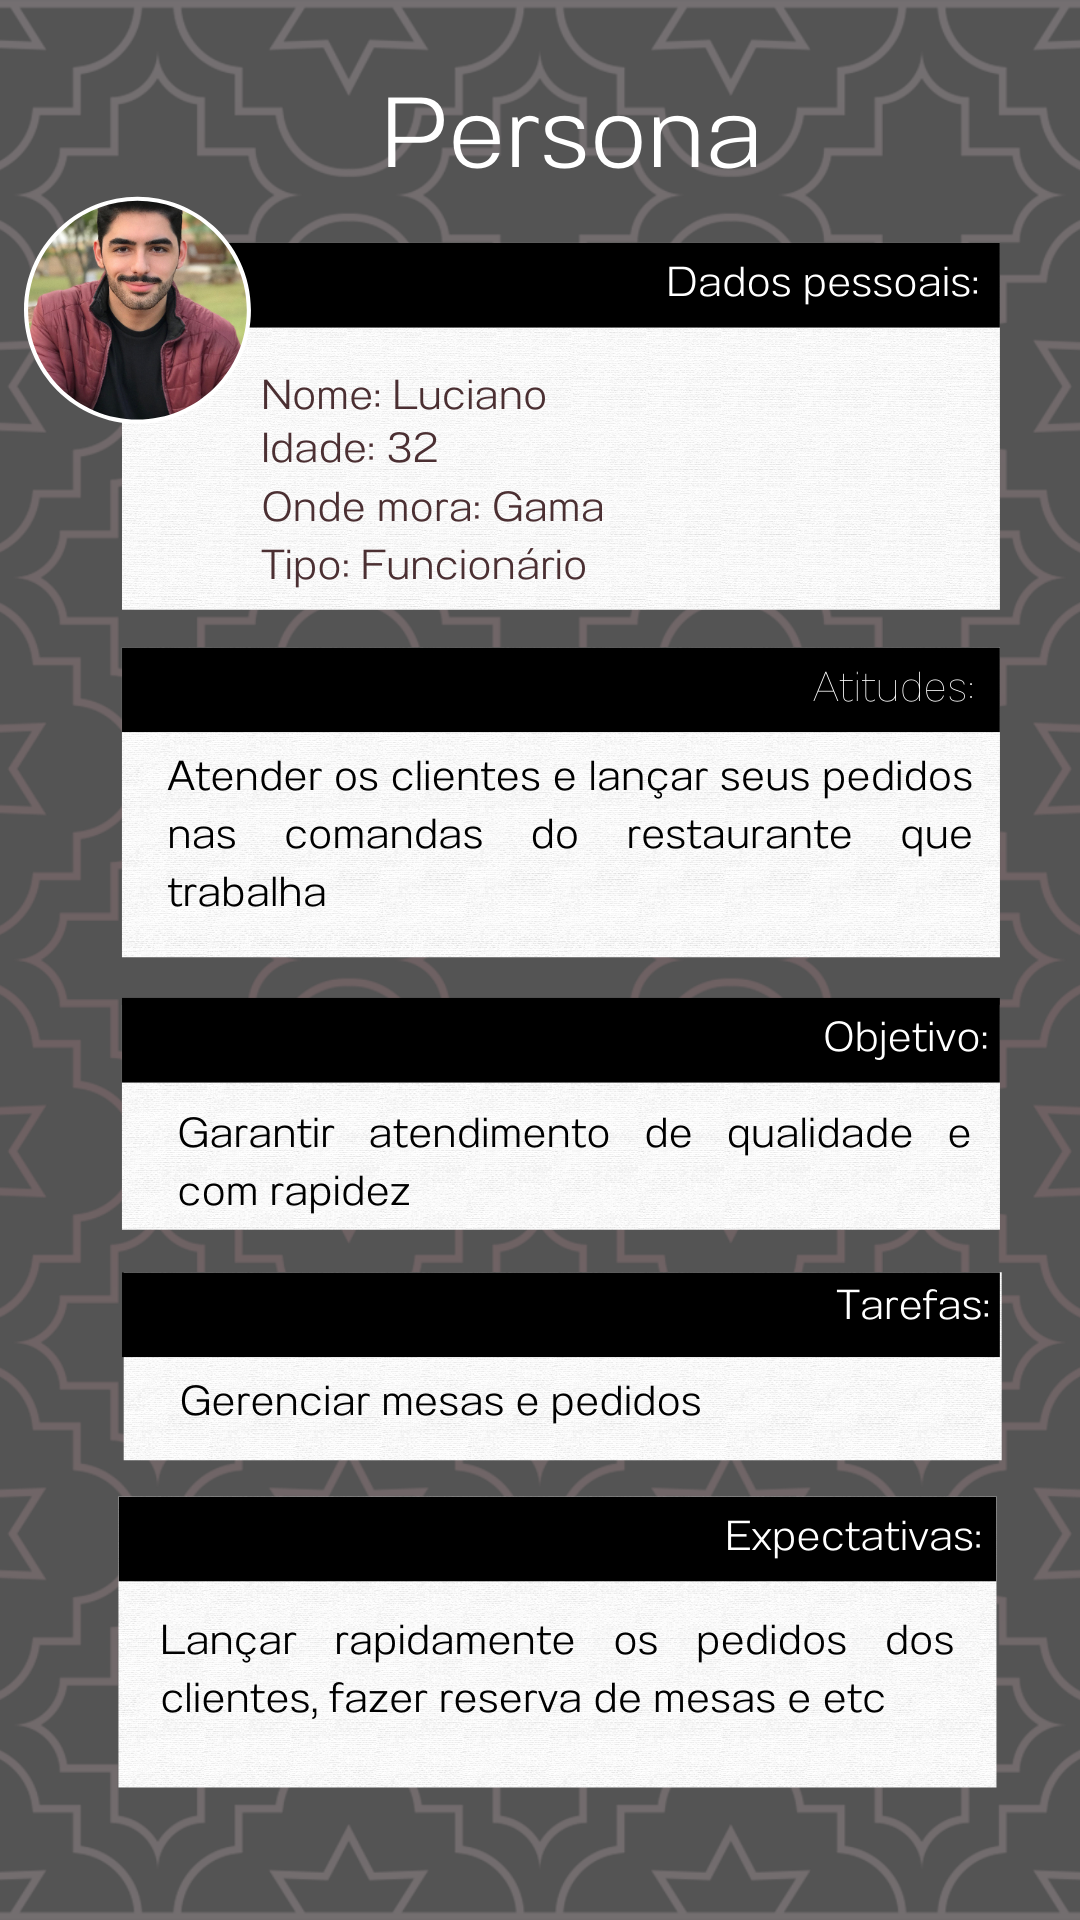 Persona
Dados pessoais:
Nome: Luciano
Idade: 32
Onde mora: Gama
Tipo: Funcionário
Atitudes:
Atender os clientes e lançar seus pedidos
nas comandas do restaurante que
trabalha
Objetivo:
Garantir atendimento de qualidade e
com rapidez
Tarefas:
Gerenciar mesas e pedidos
Expectativas:
Lançar rapidamente os pedidos dos
clientes, fazer reserva de mesas e etc